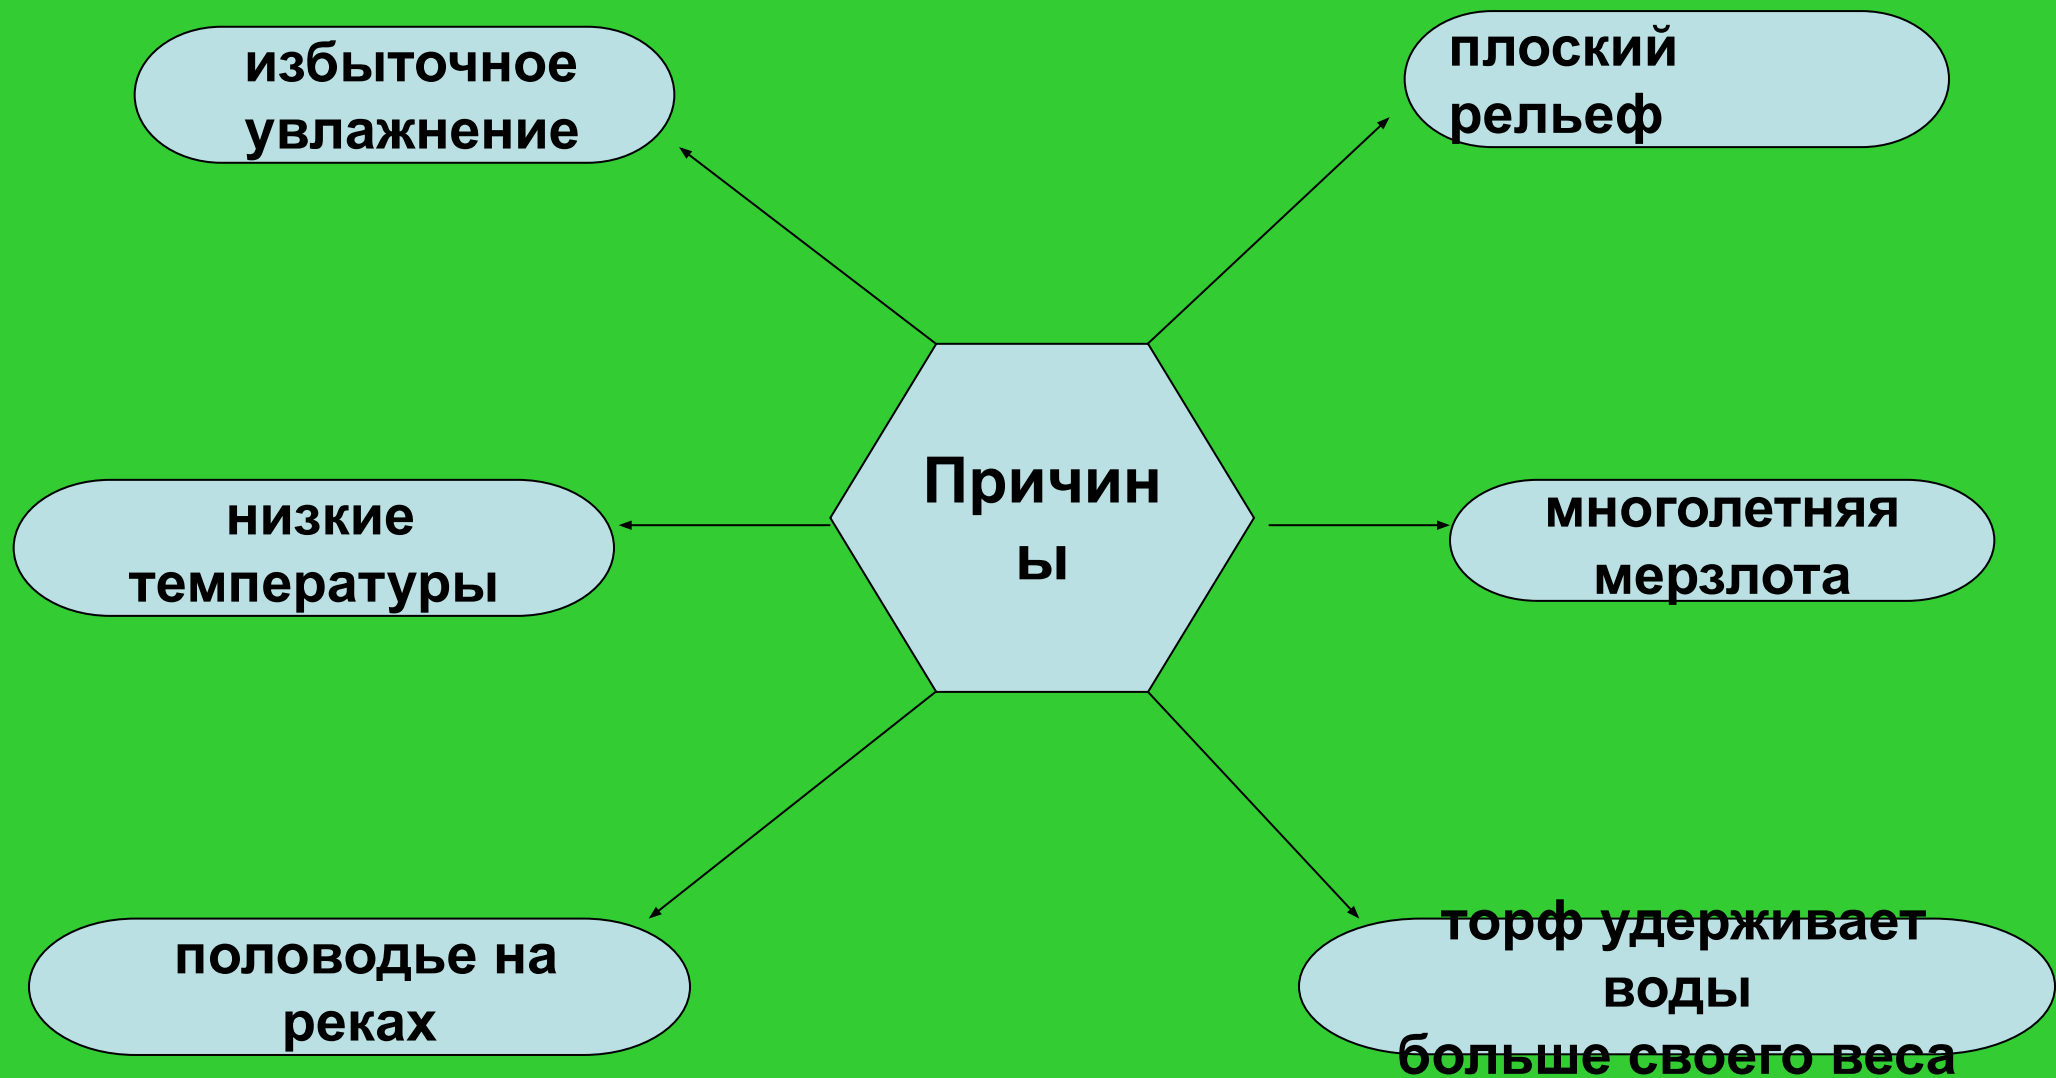 избыточное
увлажнение
плоский
рельеф
Причин
ы
низкие
температуры
многолетняя
мерзлота
половодье на
реках
торф удерживает
воды
больше своего веса